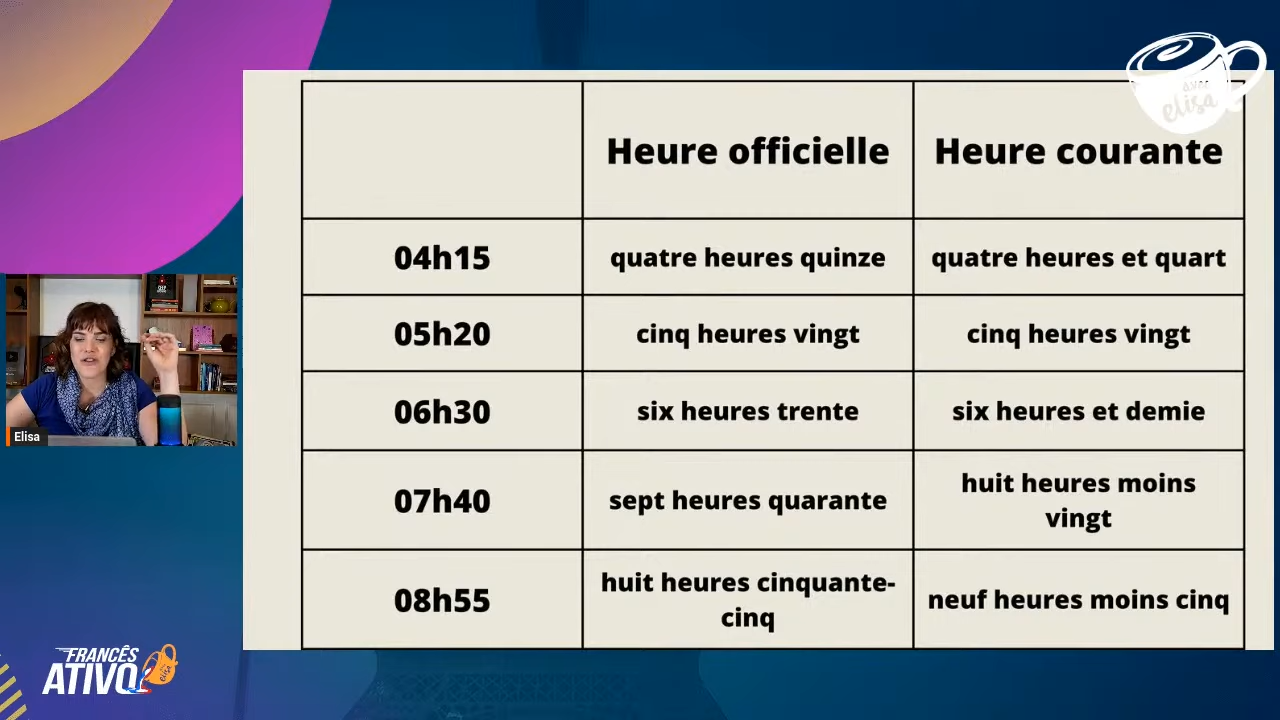 avec
elisa
Heure officielle
Heure courante
04h15
quatre heures quinze
quatre heures et quart
05h20
cinq heures vingt
cinq heures vingt
06h30
six heures trente
six heures et demie
07h40
sept heures quarante
huit heures moins
vingt
08h55
huit heures cinquante-
cinq
neuf heures moins cinq
Elisa
FRANCÊS
ATIVO